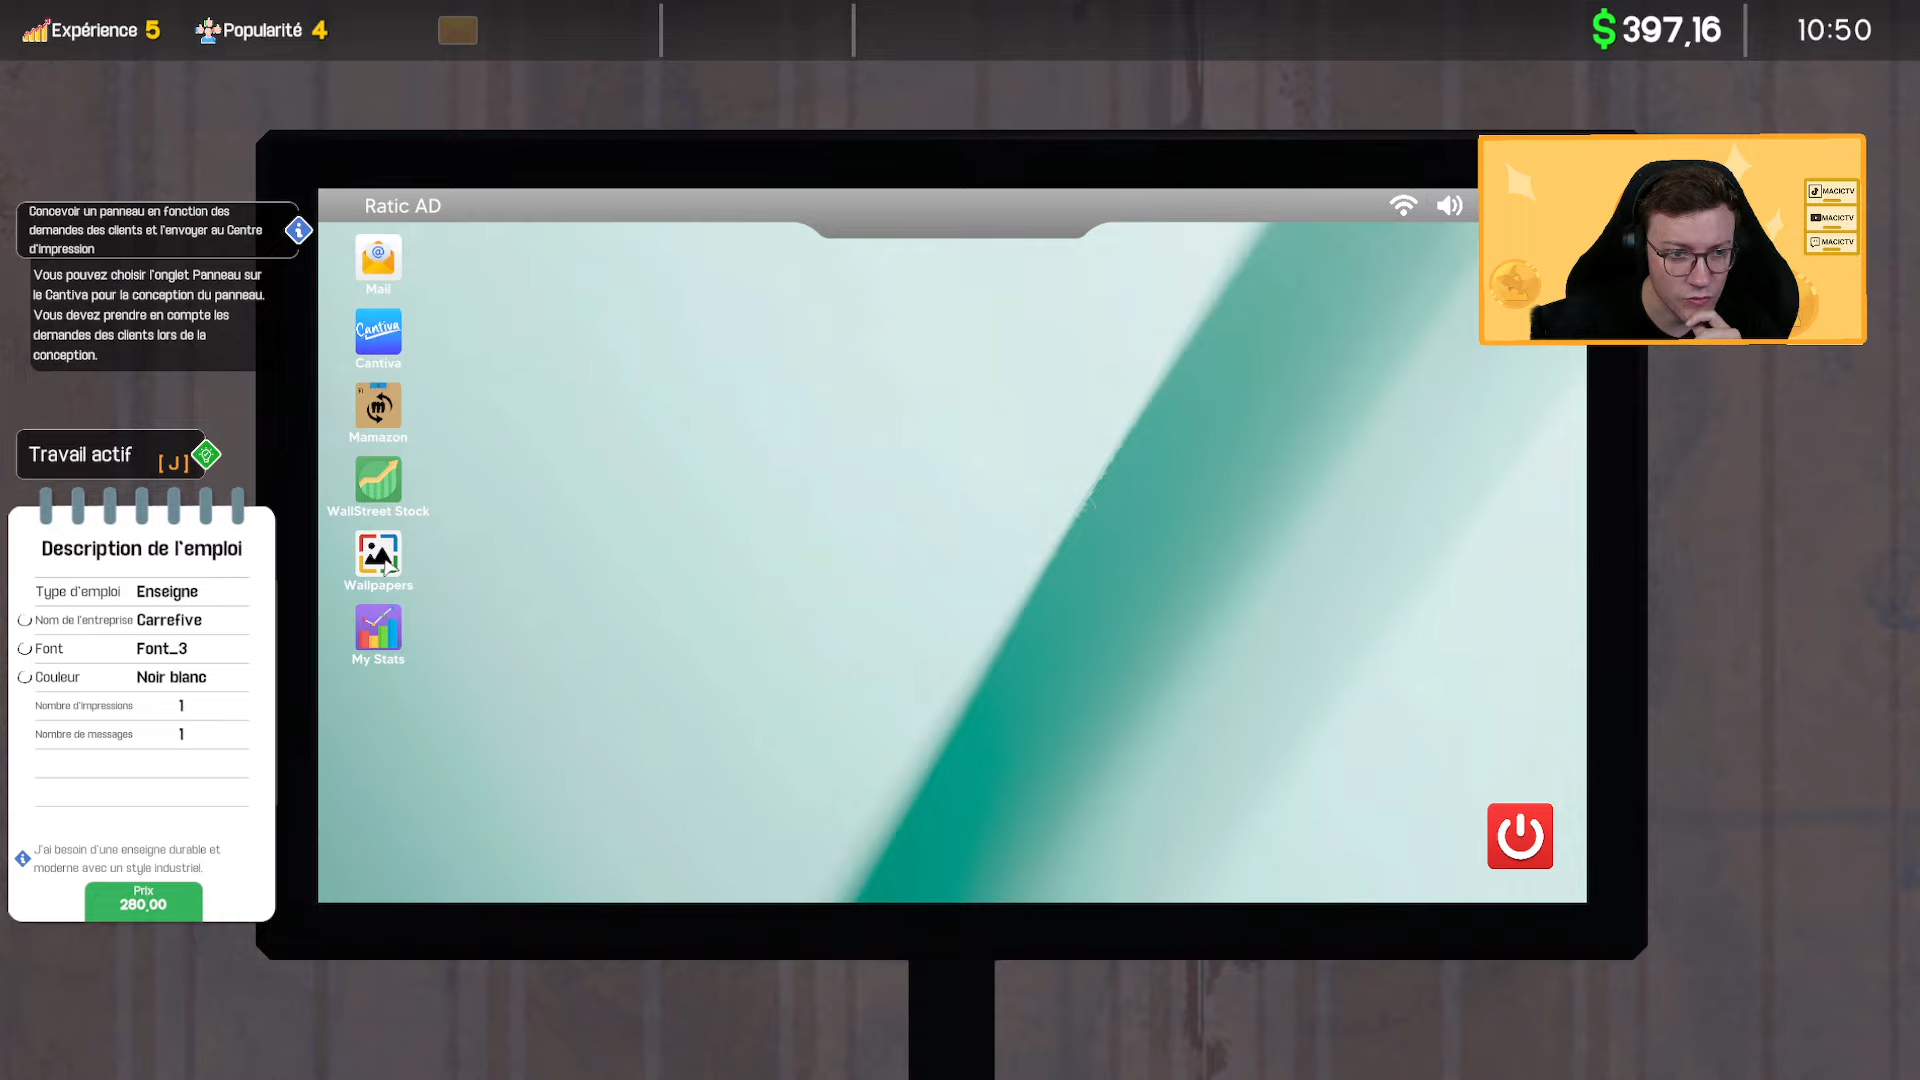 Expérience 5
Popularité 4
$ 397,16
10:50
Ratic AD
MACICTV
MACICTV
MACICTV
Concevoir un panneau en fonction des
demandes des clients et l'envoyer au Centre
d'impression
Vous pouvez choisir l'onglet Panneau sur
le Cantiva pour la conception du panneau.
Vous devez prendre en compte les
demandes des clients lors de la
conception.
Mail
Cantiva
Cantiva
m
Mamazon
WallStreet Stock
Wallpapers
My Stats
Travail actif [J]
Description de l'emploi
Type d'emploi Enseigne
Nom de l'entreprise Carrefive
Font Font_3
Couleur Noir blanc
Nombre d'impressions 1
Nombre de messages 1
J'ai besoin d'une enseigne durable et
moderne avec un style industriel.
Prix
280,00